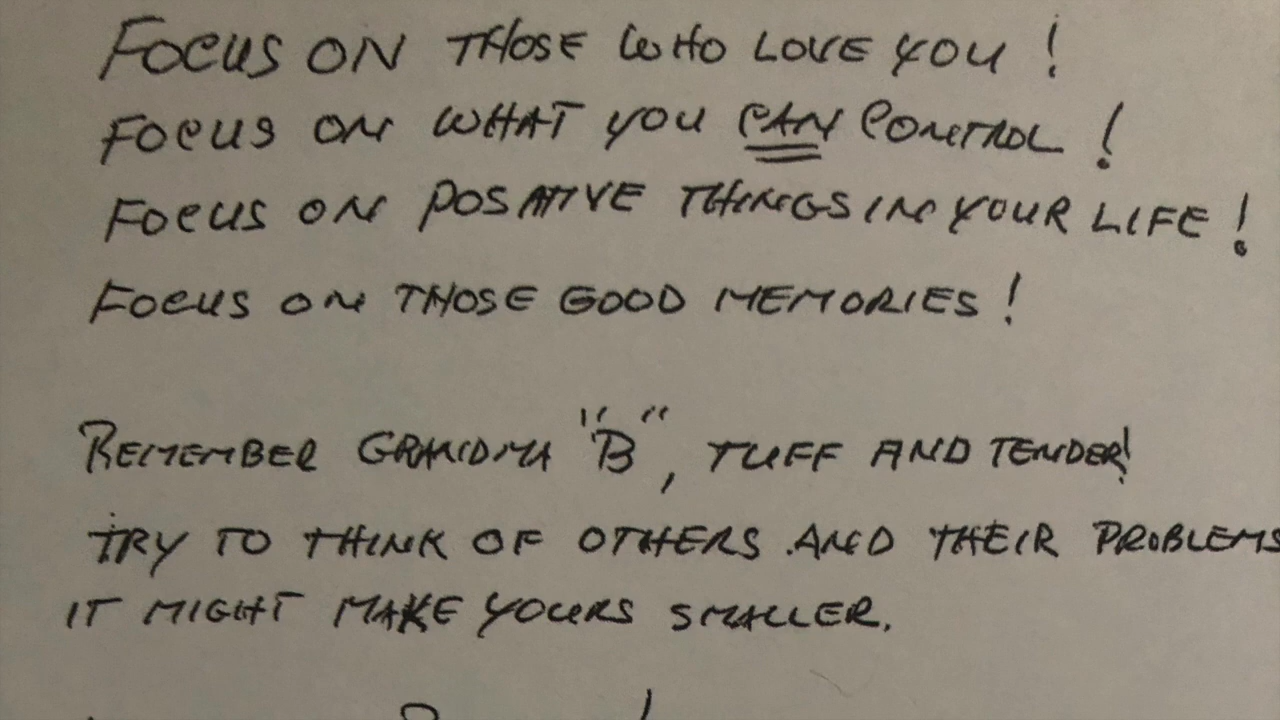 FOCUS ON THOSE WHO LOVE YOU!
FOCUS ON WHAT YOU CAN CONTROL!
FOCUS ON POSATIVE THINGS IN YOUR LIFE!
FOCUS ON THOSE GOOD MEMORIES!
REMEMBER GRANDMA "B", TUFF AND TENDER!
TRY TO THINK OF OTHERS AND THEIR PROBLEMS
IT MIGHT MAKE YOURS SMALLER.